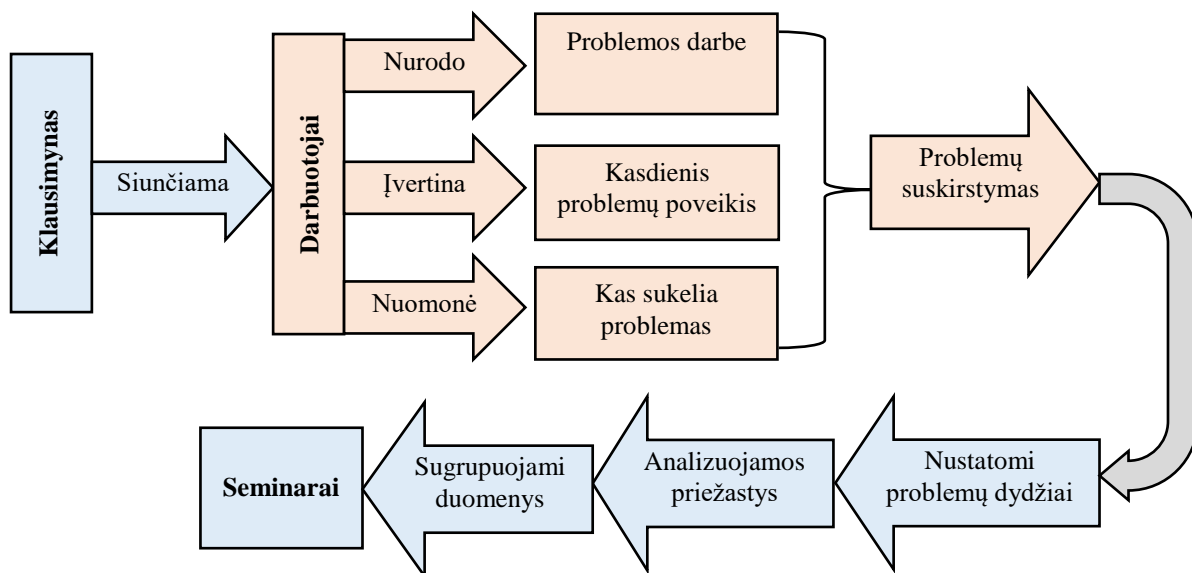 Klausimynas
Siunčiama
Darbuotojai
Nurodo
Problemos darbe
Įvertina
Kasdienis
problemų poveikis
Nuomonė
Kas sukelia
problemas
Problemų
suskirstymas
Nustatomi
problemų dydžiai
Analizuojamos
priežastys
Sugrupuojami
duomenys
Seminarai